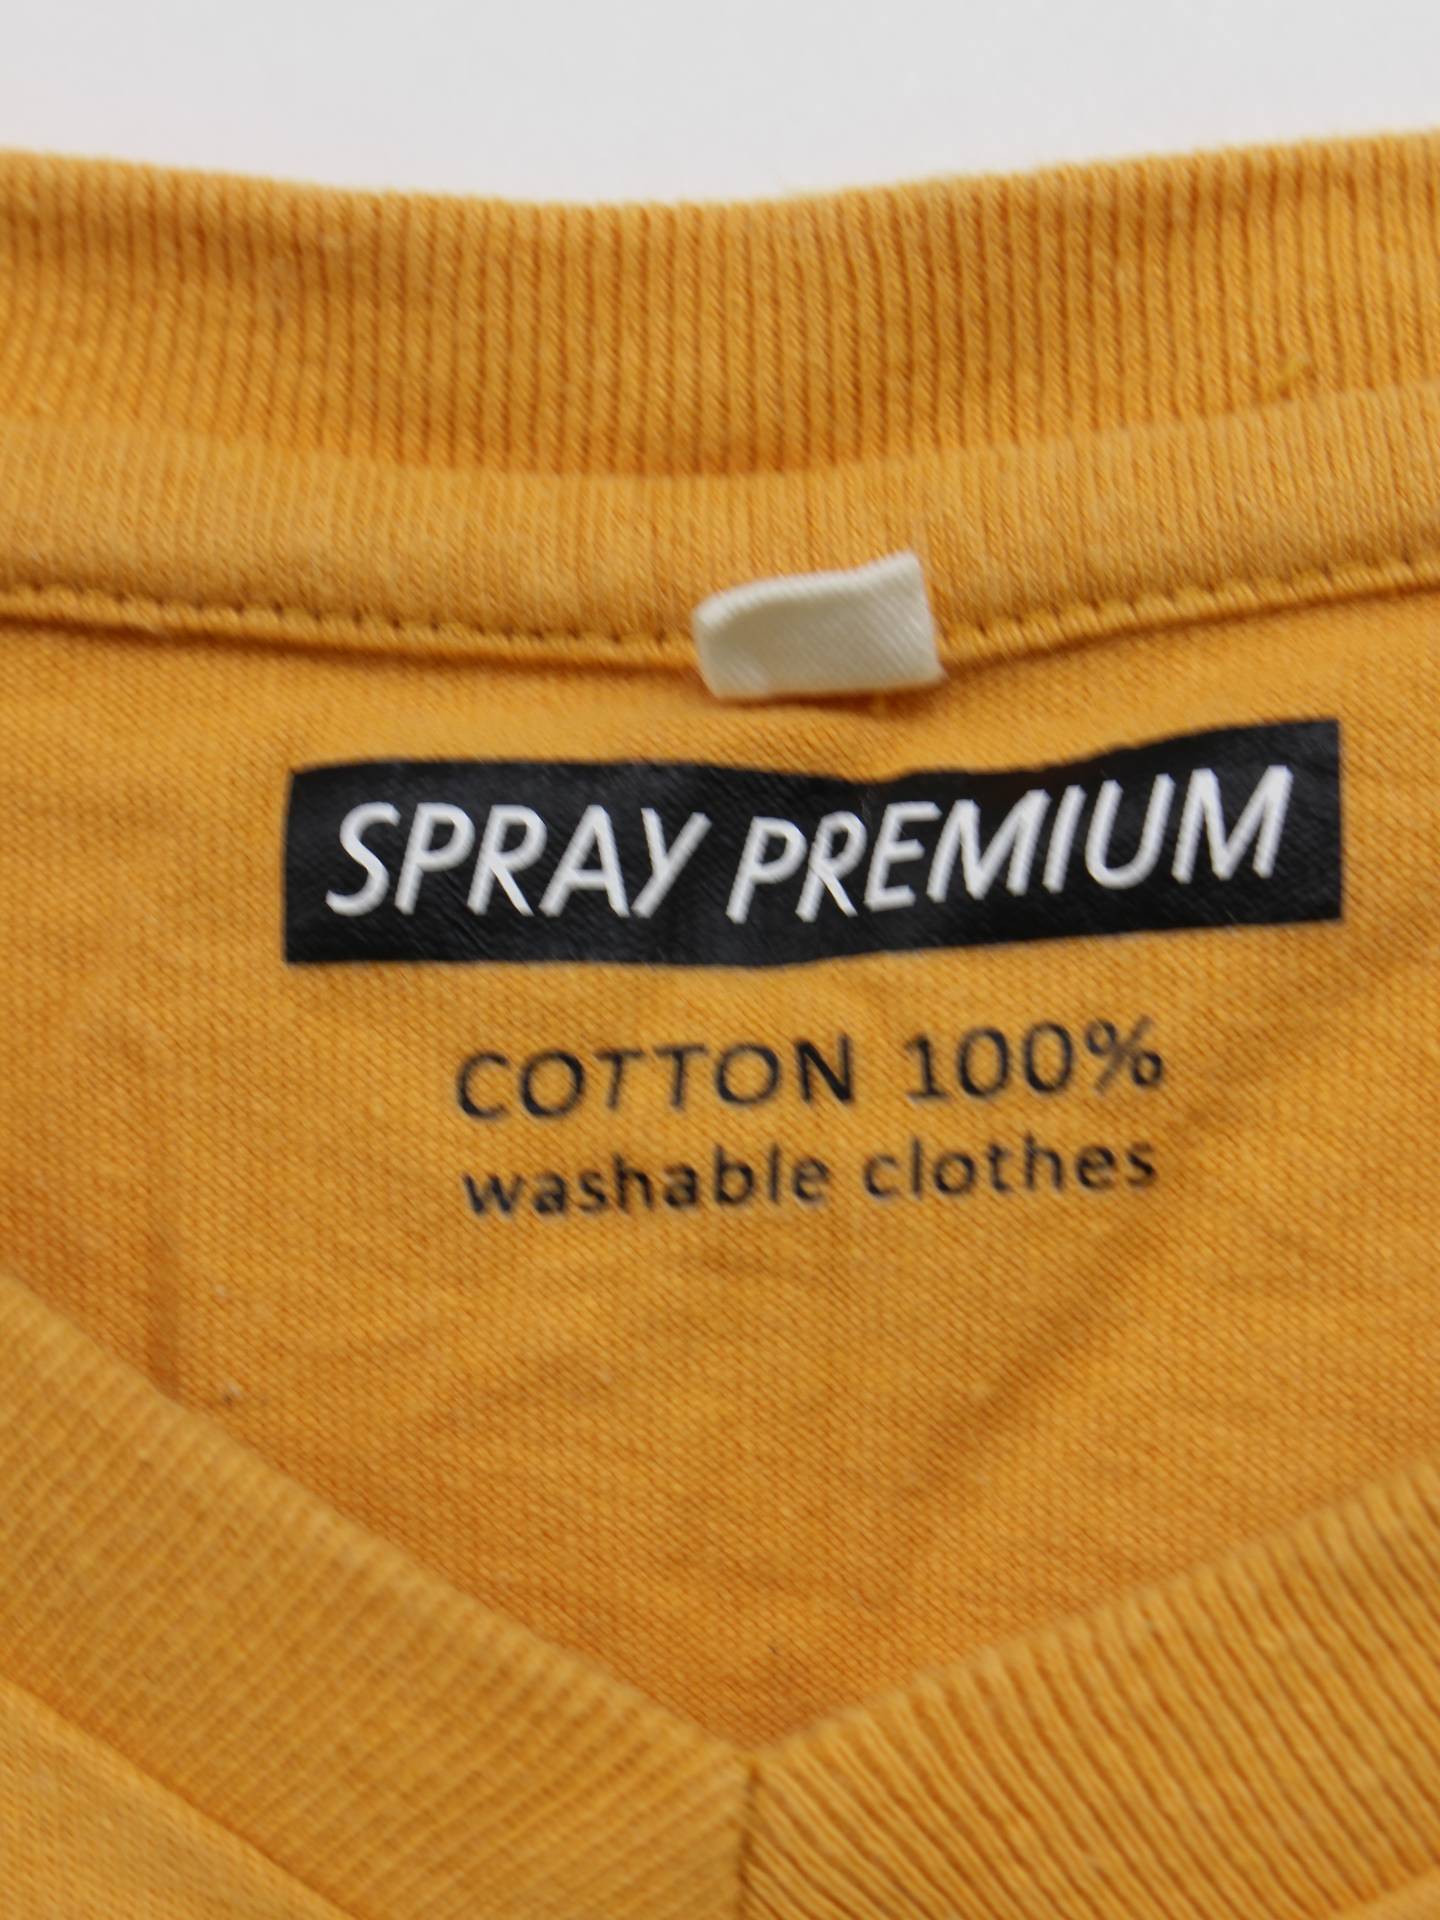 SPRAY PREMIUM
COTTON 100%
washable clothes